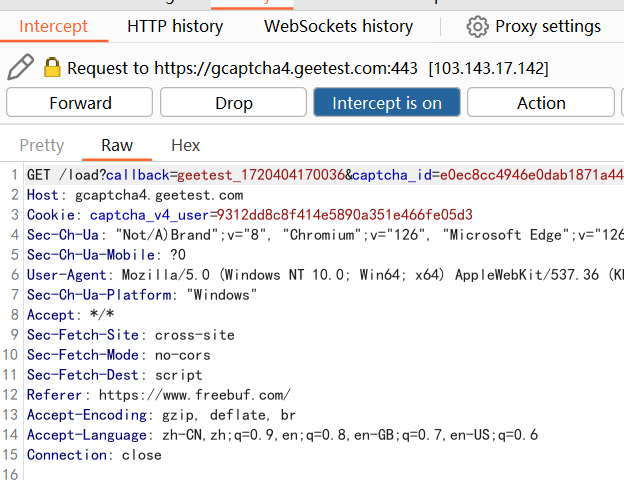 Intercept HTTP history WebSockets history Proxy settings
Request to https://gcaptcha4.geetest.com:443 [103.143.17.142]
Forward Drop Intercept is on Action
Pretty Raw Hex
1 GET /load?callback=geetest_1720404170036&captcha_id=e0ec8cc4946e0dab1871a44
2 Host: gcaptcha4.geetest.com
3 Cookie: captcha_v4_user=9312dd8c8f414e5890a351e466fe05d3
4 Sec-Ch-Ua: "Not/A)Brand";v="8", "Chromium";v="126", "Microsoft Edge";v="126
5 Sec-Ch-Ua-Mobile: ?0
6 User-Agent: Mozilla/5.0 (Windows NT 10.0; Win64; x64) AppleWebKit/537.36 (K
7 Sec-Ch-Ua-Platform: "Windows"
8 Accept: */*
9 Sec-Fetch-Site: cross-site
10 Sec-Fetch-Mode: no-cors
11 Sec-Fetch-Dest: script
12 Referer: https://www.freebuf.com/
13 Accept-Encoding: gzip, deflate, br
14 Accept-Language: zh-CN,zh;q=0.9,en;q=0.8,en-GB;q=0.7,en-US;q=0.6
15 Connection: close
16